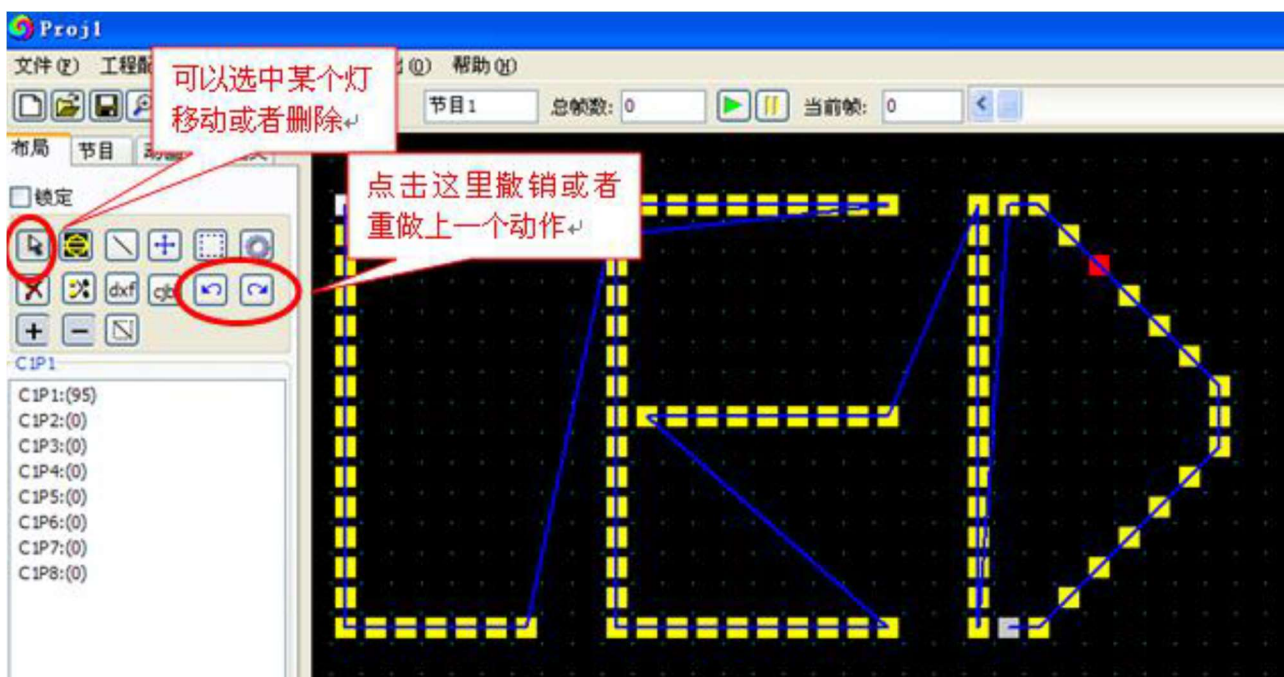 Proj1
文件(F) 工程配 (O) 帮助(H)
可以选中某个灯
移动或者删除
节目1 总帧数: 0 当前帧: 0
布局 节目
点击这里撤销或者
重做上一个动作
锁定
dxf cjb
C1P1
C1P1:(95)
C1P2:(0)
C1P3:(0)
C1P4:(0)
C1P5:(0)
C1P6:(0)
C1P7:(0)
C1P8:(0)